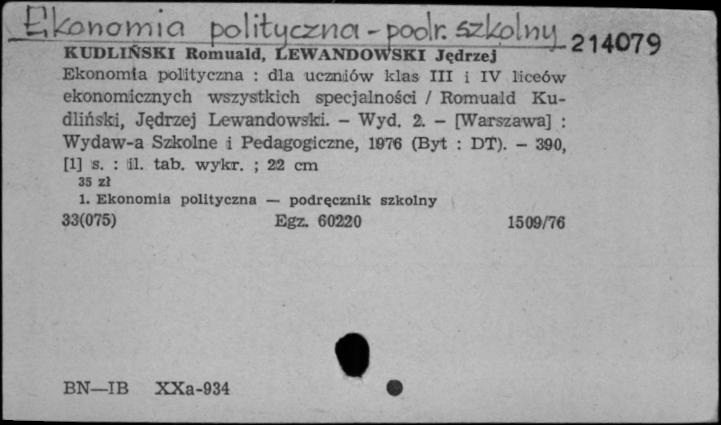 Ekonomia polityczna - podr. szkolny
214079
KUDLIŃSKI Romuald, LEWANDOWSKI Jędrzej
Ekonomia polityczna : dla uczniów klas III i IV liceów
ekonomicznych wszystkich specjalności / Romuald Ku-
dliński, Jędrzej Lewandowski. — Wyd. 2. — [Warszawa] :
Wydaw-a Szkolne i Pedagogiczne, 1976 (Byt : DT). — 390,
[1] s. : il. tab. wykr. ; 22 cm
35 zł
1. Ekonomia polityczna — podręcznik szkolny
33(075) Egz. 60220 1509/76
BN—IB XXa-934